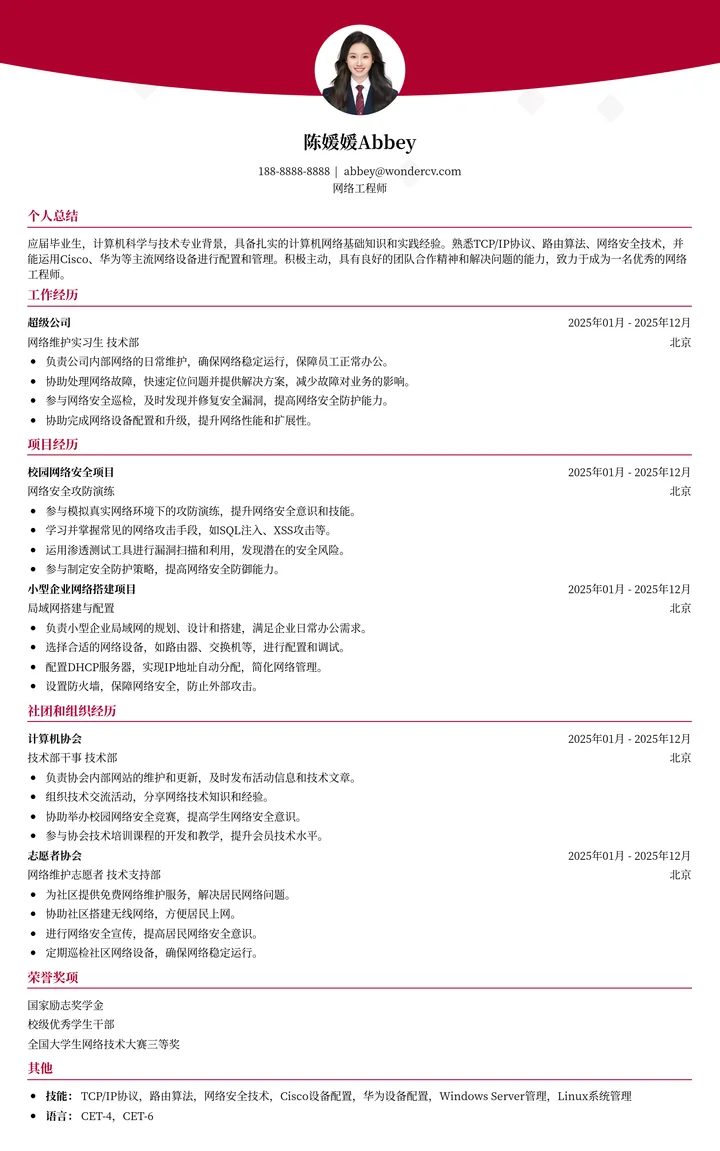 陈媛媛Abbey
188-8888-8888 | abbey@wondercv.com
网络工程师
个人总结
应届毕业生，计算机科学与技术专业背景，具备扎实的计算机网络基础知识和实践经验。熟悉TCP/IP协议、路由算法、网络安全技术，并
能运用Cisco、华为等主流网络设备进行配置和管理。积极主动，具有良好的团队合作精神和解决问题的能力，致力于成为一名优秀的网络
工程师。
工作经历
超级公司 2025年01月 - 2025年12月
网络维护实习生 技术部 北京
• 负责公司内部网络的日常维护，确保网络稳定运行，保障员工正常办公。
• 协助处理网络故障，快速定位问题并提供解决方案，减少故障对业务的影响。
• 参与网络安全巡检，及时发现并修复安全漏洞，提高网络安全防护能力。
• 协助完成网络设备配置和升级，提升网络性能和扩展性。
项目经历
校园网络安全项目 2025年01月 - 2025年12月
网络安全攻防演练 北京
• 参与模拟真实网络环境下的攻防演练，提升网络安全意识和技能。
• 学习并掌握常见的网络攻击手段，如SQL注入、XSS攻击等。
• 运用渗透测试工具进行漏洞扫描和利用，发现潜在的安全风险。
• 参与制定安全防护策略，提高网络安全防御能力。
小型企业网络搭建项目 2025年01月 - 2025年12月
局域网搭建与配置 北京
• 负责小型企业局域网的规划、设计和搭建，满足企业日常办公需求。
• 选择合适的网络设备，如路由器、交换机等，进行配置和调试。
• 配置DHCP服务器，实现IP地址自动分配，简化网络管理。
• 设置防火墙，保障网络安全，防止外部攻击。
社团和组织经历
计算机协会 2025年01月 - 2025年12月
技术部干事 技术部 北京
• 负责协会内部网站的维护和更新，及时发布活动信息和技术文章。
• 组织技术交流活动，分享网络技术知识和经验。
• 协助举办校园网络安全竞赛，提高学生网络安全意识。
• 参与协会技术培训课程的开发和教学，提升会员技术水平。
志愿者协会 2025年01月 - 2025年12月
网络维护志愿者 技术支持部 北京
• 为社区提供免费网络维护服务，解决居民网络问题。
• 协助社区搭建无线网络，方便居民上网。
• 进行网络安全宣传，提高居民网络安全意识。
• 定期巡检社区网络设备，确保网络稳定运行。
荣誉奖项
国家励志奖学金
校级优秀学生干部
全国大学生网络技术大赛三等奖
其他
• 技能： TCP/IP协议，路由算法，网络安全技术，Cisco设备配置，华为设备配置，Windows Server管理，Linux系统管理
• 语言： CET-4，CET-6